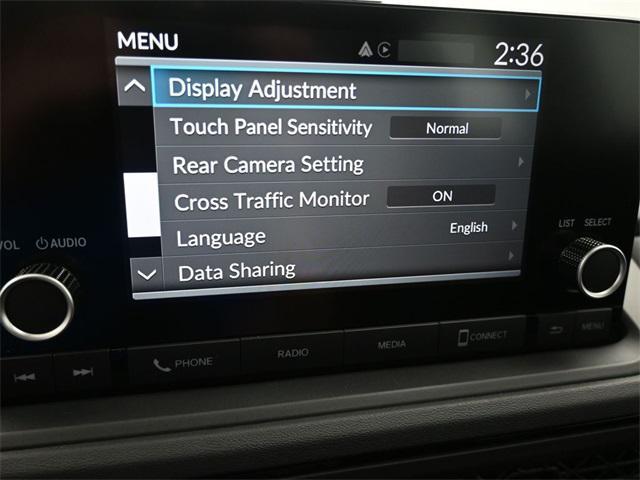 MENU
2:36
Display Adjustment
Touch Panel Sensitivity Normal
Rear Camera Setting
Cross Traffic Monitor ON
Language English
Data Sharing
LIST SELECT
VOL AUDIO
PHONE
RADIO
MEDIA
CONNECT
MENU